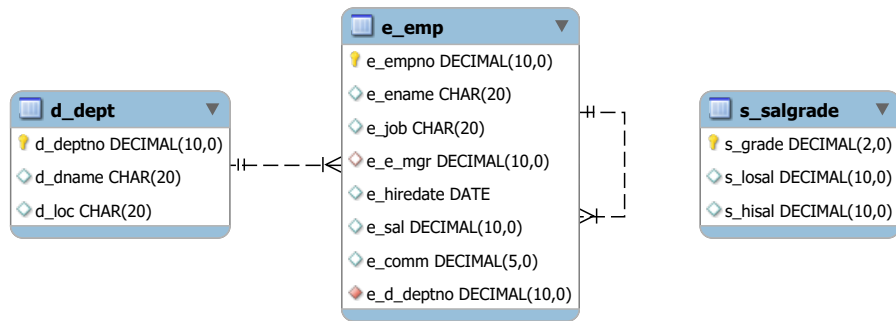 d_dept
d_deptno DECIMAL(10,0)
d_dname CHAR(20)
d_loc CHAR(20)
e_emp
e_empno DECIMAL(10,0)
e_ename CHAR(20)
e_job CHAR(20)
e_e_mgr DECIMAL(10,0)
e_hiredate DATE
e_sal DECIMAL(10,0)
e_comm DECIMAL(5,0)
e_d_deptno DECIMAL(10,0)
s_salgrade
s_grade DECIMAL(2,0)
s_losal DECIMAL(10,0)
s_hisal DECIMAL(10,0)